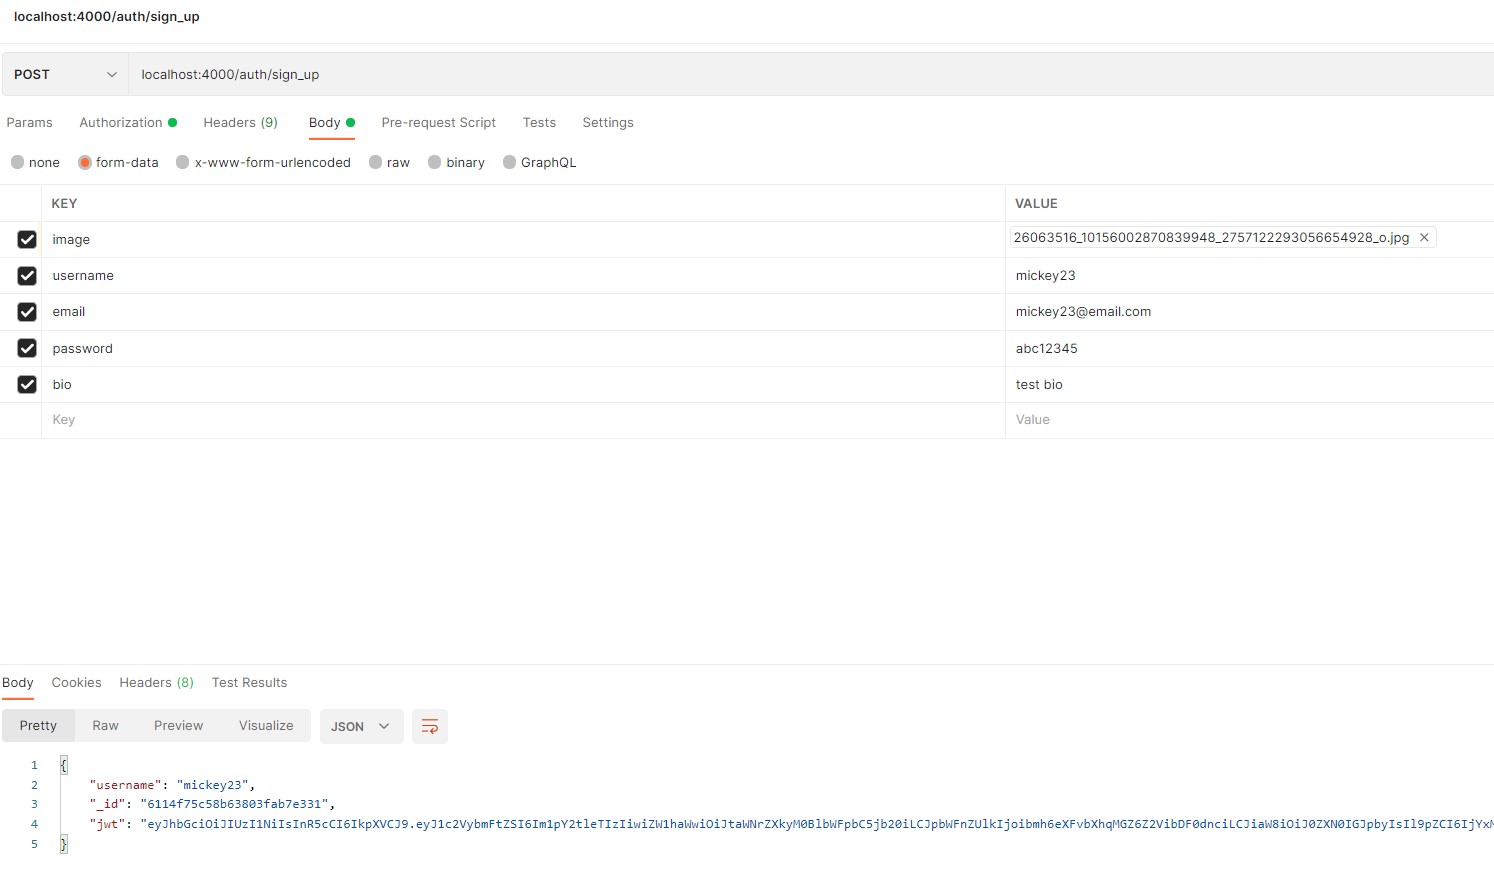 localhost:4000/auth/sign_up
POST localhost:4000/auth/sign_up
Params Authorization Headers (9) Body Pre-request Script Tests Settings
none form-data x-www-form-urlencoded raw binary GraphQL
KEY VALUE
image 26063516_10156002870839948_2757122293056654928_o.jpg
username mickey23
email mickey23@email.com
password abc12345
bio test bio
Key Value
Body Cookies Headers (8) Test Results
Pretty Raw Preview Visualize JSON
1 {
2 "username": "mickey23",
3 "_id": "6114f75c58b63803fab7e331",
4 "jwt": "eyJhbGciOiJIUzI1NiIsInR5cCI6IkpXVCJ9.eyJ1c2VybmFtZSI6Im1pY2tleTIzIiwiZW1haWwiOiJtaWNrZXkyM0BlbWFpbC5jb20iLCJpbWFnZUlkIjoibmh6eXFvbXhqMGZ6Z2VibDF0dnciLCJiaW8iOiJ0ZXN0IGJpbyIsIl9pZCI6IjYxM
5 }